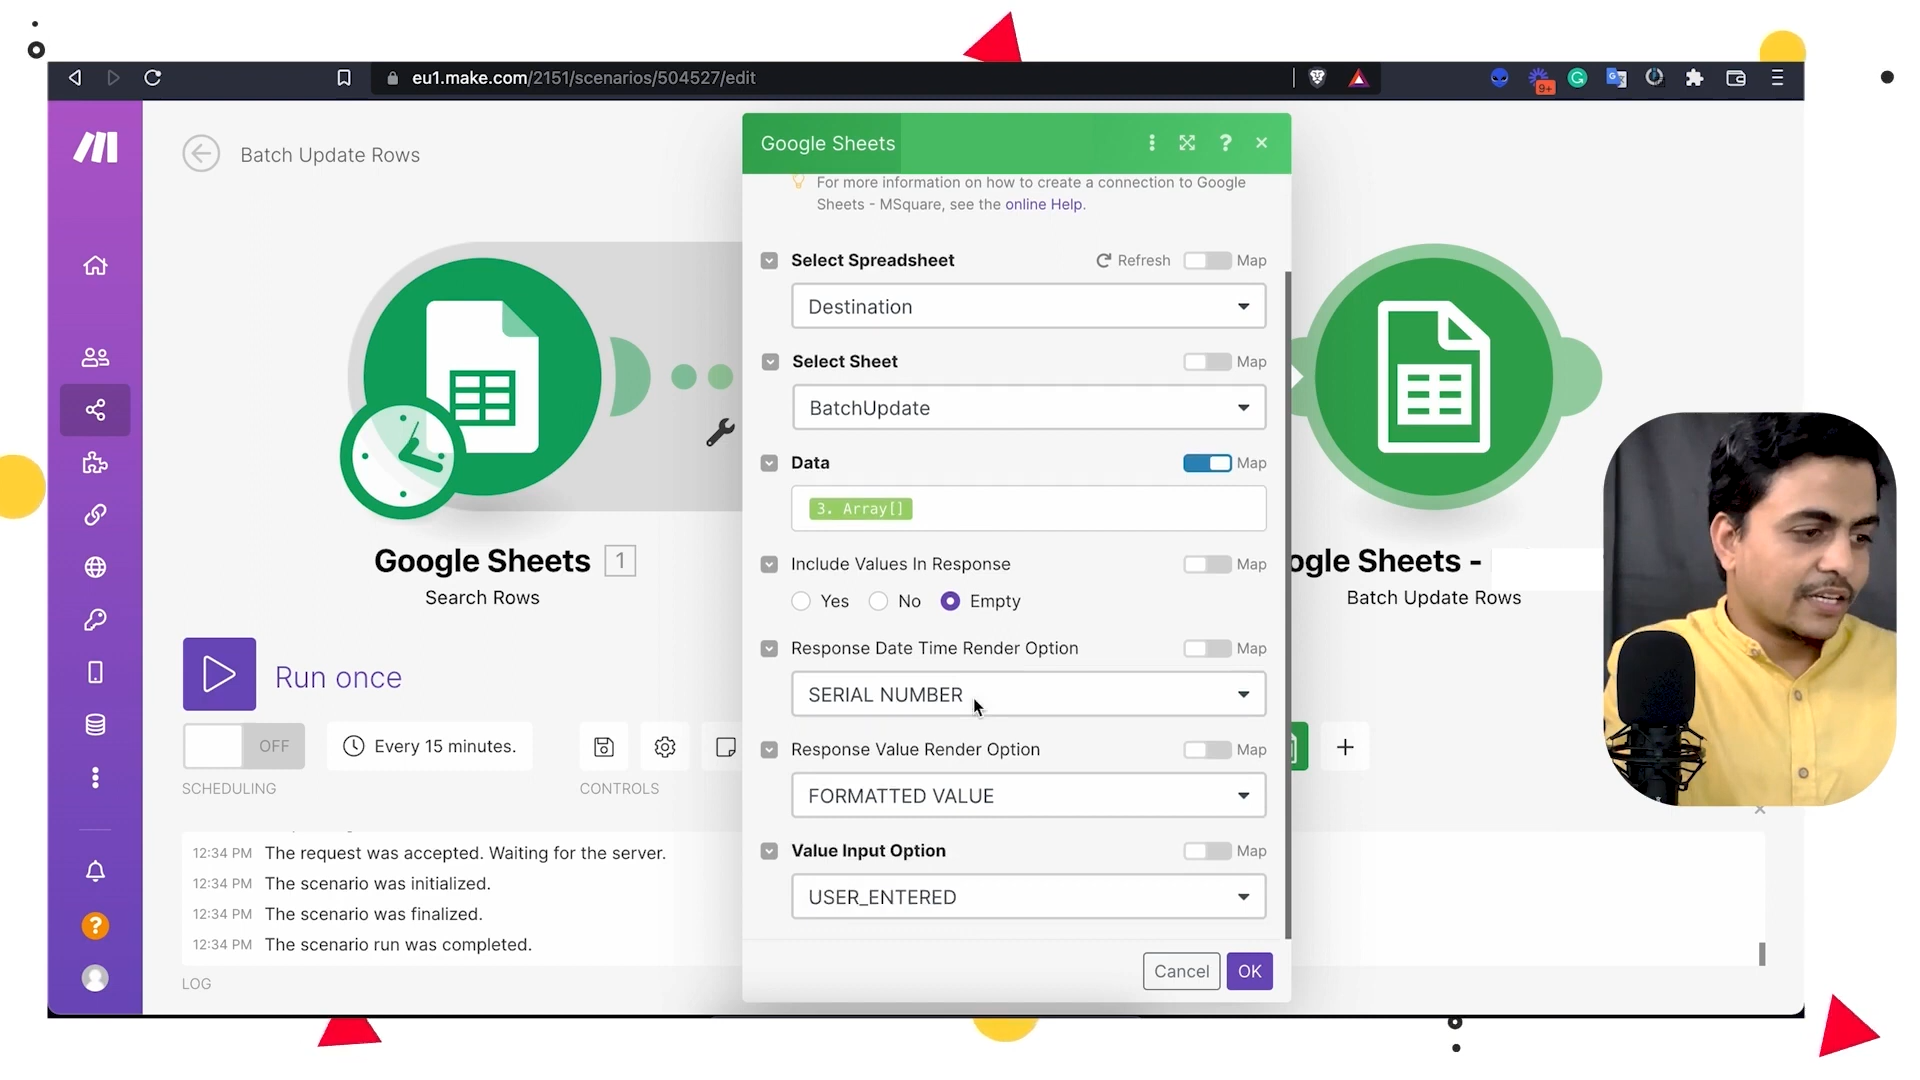 eu1.make.com/2151/scenarios/504527/edit
9+
Batch Update Rows
Google Sheets
For more information on how to create a connection to Google
Sheets - MSquare, see the online Help.
Select Spreadsheet
Refresh
Map
Destination
Select Sheet
Map
BatchUpdate
Data
Map
3. Array[]
Include Values In Response
Map
Yes
No
Empty
Response Date Time Render Option
Map
SERIAL NUMBER
Response Value Render Option
Map
FORMATTED VALUE
Value Input Option
Map
USER_ENTERED
Cancel
OK
Google Sheets 1
Search Rows
ogle Sheets -
Batch Update Rows
Run once
OFF
Every 15 minutes.
SCHEDULING
CONTROLS
12:34 PM The request was accepted. Waiting for the server.
12:34 PM The scenario was initialized.
12:34 PM The scenario was finalized.
12:34 PM The scenario run was completed.
LOG